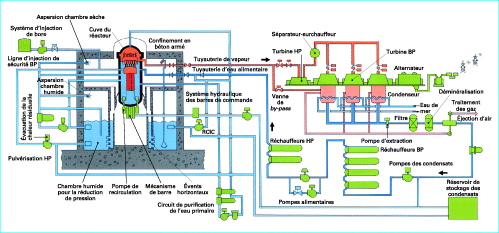 Aspersion chambre sèche
Système d'injection
de bore
Cuve du
réacteur
Confinement en
béton armé
Ligne d'injection
de sécurité BP
Tuyauterie de vapeur
Tuyauterie d'eau alimentaire
Aspersion
chambre
humide
Évacuation de la
chaleur résiduelle
Système hydraulique
des barres de commande
RCIC
Pulvérisation HP
Chambre humide
pour la réduction
de pression
Pompe de
recirculation
Mécanisme
de barre
Évents
horizontaux
Circuit de purification
de l'eau primaire
Séparateur-surchauffeur
Turbine HP
Turbine BP
Alternateur
Vanne
de by-pass
Condenseur
Eau de
mer
Déminéralisation
Traitement
des gaz
Filtre
Éjection d'air
Réchauffeurs HP
Pompe d'extraction
Réchauffeurs BP
Pompes des condensats
Pompes alimentaires
Réservoir de
stockage des
condensats